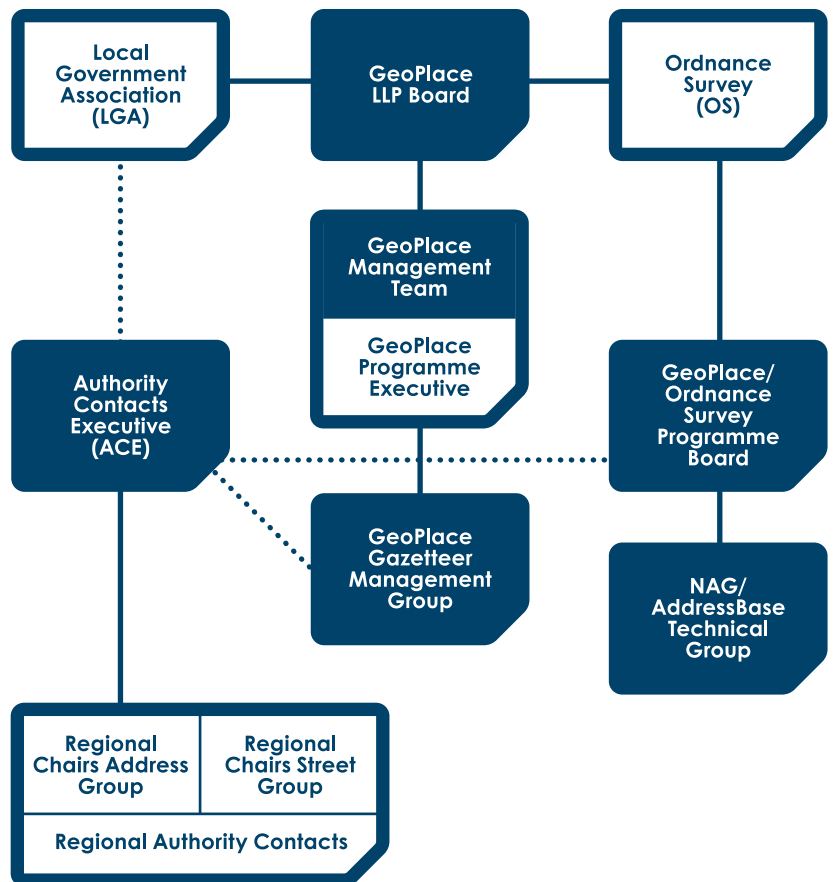 Local
Government
Association
(LGA)
GeoPlace
LLP Board
Ordnance
Survey
(OS)
GeoPlace
Management
Team
GeoPlace
Programme
Executive
Authority
Contacts
Executive
(ACE)
GeoPlace/
Ordnance
Survey
Programme
Board
GeoPlace
Gazetteer
Management
Group
NAG/
AddressBase
Technical
Group
Regional
Chairs Address
Group
Regional
Chairs Street
Group
Regional Authority Contacts